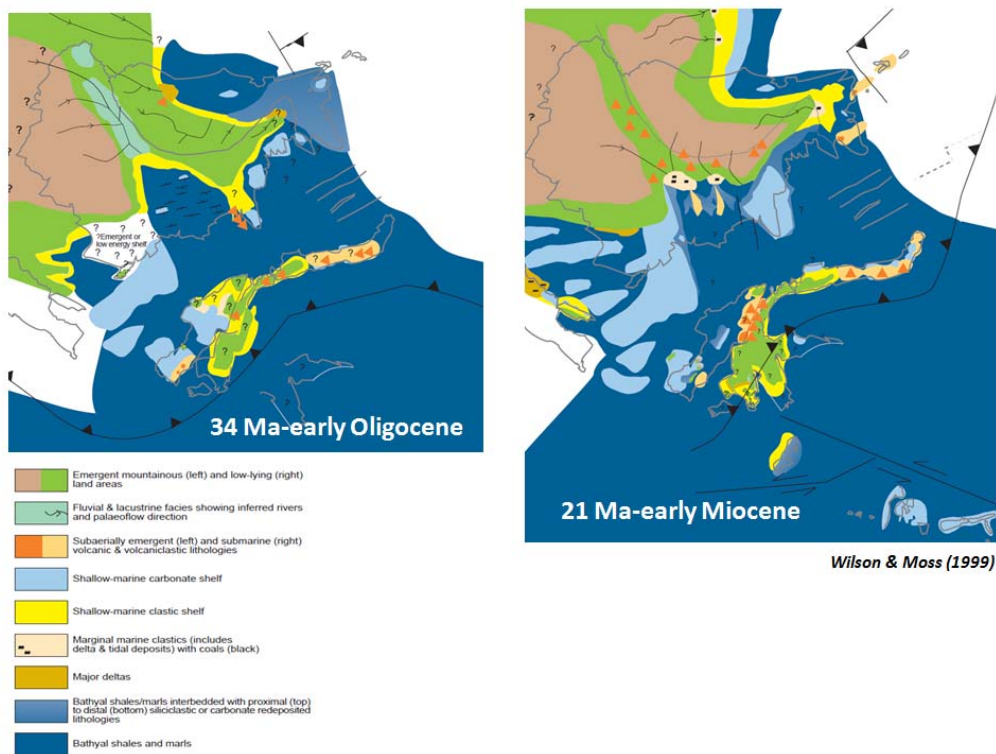 ?Emergent or
low energy shelf
34 Ma-early Oligocene
21 Ma-early Miocene
Wilson & Moss (1999)
Emergent mountainous (left) and low-lying (right)
land areas
Fluvial & lacustrine facies showing inferred rivers
and palaeoflow direction
Subaerially emergent (left) and submarine (right)
volcanic & volcaniclastic lithologies
Shallow-marine carbonate shelf
Shallow-marine clastic shelf
Marginal marine clastics (includes
delta & tidal deposits) with coals (black)
Major deltas
Bathyal shales/marls interbedded with proximal (top)
to distal (bottom) siliciclastic or carbonate redeposited
lithologies
Bathyal shales and marls